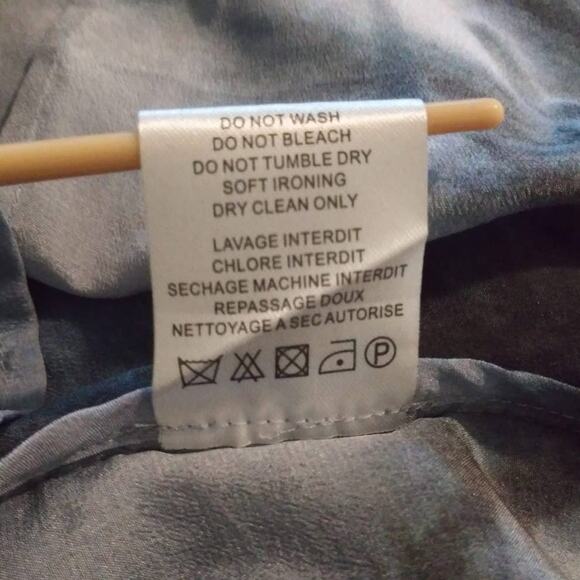 DO NOT WASH
DO NOT BLEACH
DO NOT TUMBLE DRY
SOFT IRONING
DRY CLEAN ONLY
LAVAGE INTERDIT
CHLORE INTERDIT
SECHAGE MACHINE INTERDIT
REPASSAGE DOUX
NETTOYAGE A SEC AUTORISE
P